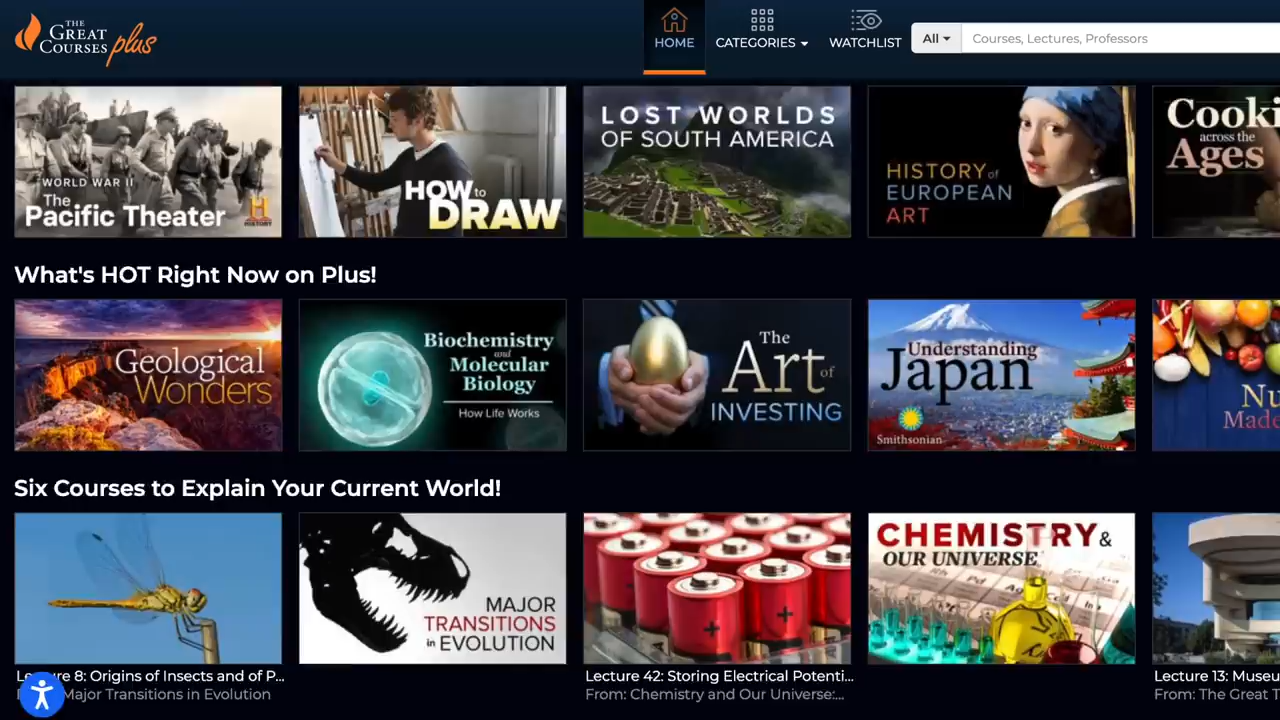 THE
GREAT
COURSES plus
HOME
CATEGORIES
WATCHLIST
All
Courses, Lectures, Professors
WORLD WAR II
The
Pacific Theater
H
HISTORY
HOW to
DRAW
LOST WORLDS
OF SOUTH AMERICA
HISTORY of
EUROPEAN
ART
Cooki
across the
Ages
What's HOT Right Now on Plus!
Geological
Wonders
Biochemistry
and
Molecular
Biology
How Life Works
The
Art of
INVESTING
Understanding
Japan
Smithsonian
Nu
Made
Six Courses to Explain Your Current World!
MAJOR
TRANSITIONS
in EVOLUTION
CHEMISTRY &
OUR UNIVERSE
Lecture 8: Origins of Insects and of P...
Major Transitions in Evolution
Lecture 42: Storing Electrical Potenti...
From: Chemistry and Our Universe:...
Lecture 13: Museu
From: The Great T